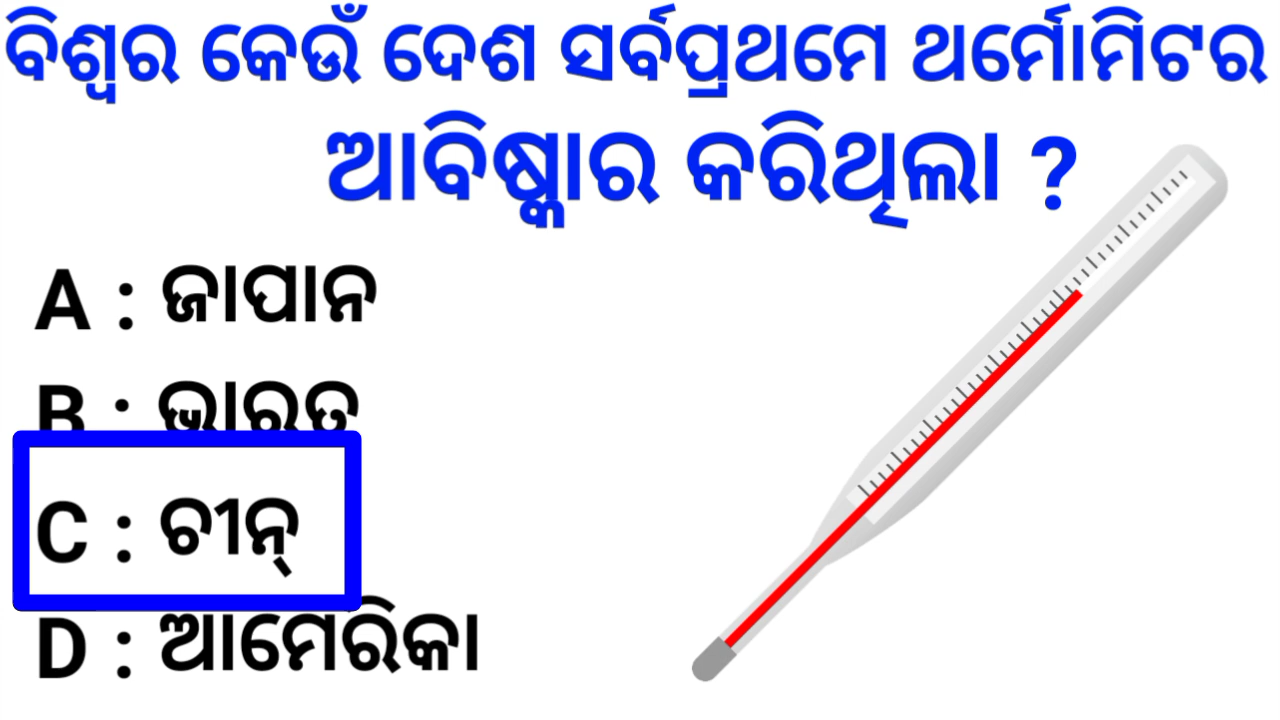 ବିଶ୍ୱର କେଉଁ ଦେଶ ସର୍ବପ୍ରଥମେ ଥର୍ମୋମିଟର
ଆବିଷ୍କାର କରିଥିଲା ?
A : ଜାପାନ
B : ଭାରତ
C : ଚୀନ୍
D : ଆମେରିକା